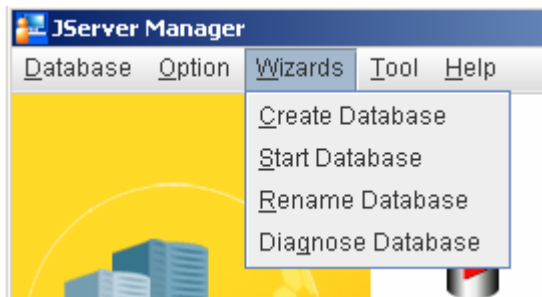 JServer Manager
Database Option Wizards Tool Help
Create Database
Start Database
Rename Database
Diagnose Database